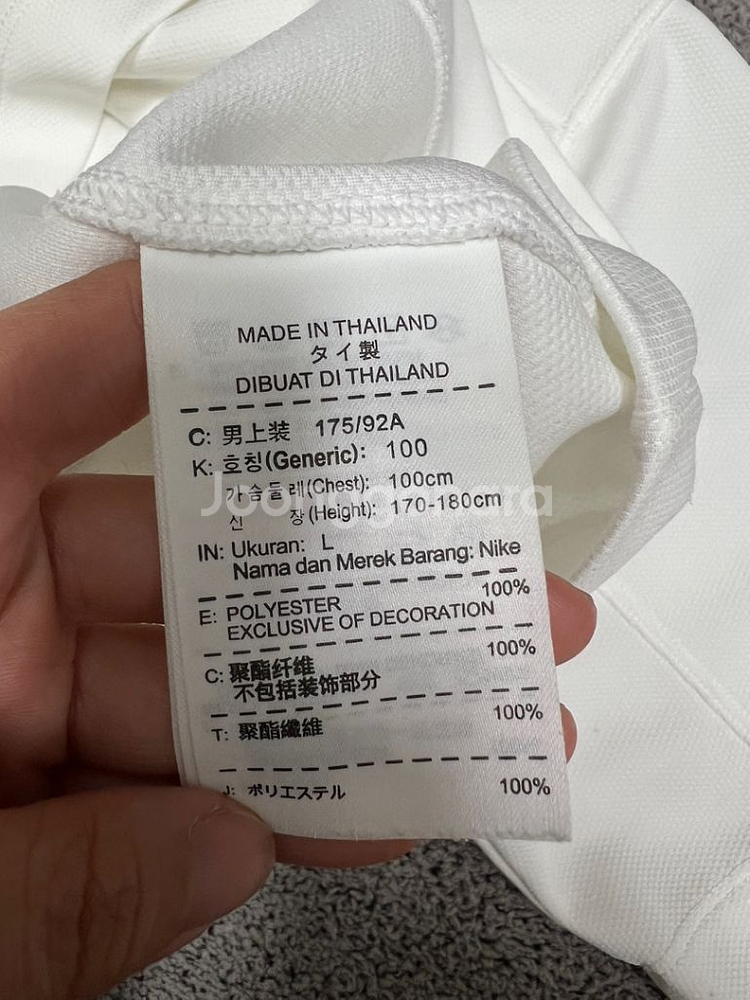 MADE IN THAILAND
タイ製
DIBUAT DI THAILAND
C: 男上装 175/92A
K: 호칭(Generic): 100
가슴둘레(Chest): 100cm
신 장(Height): 170-180cm
IN: Ukuran: L
Nama dan Merek Barang: Nike
E: POLYESTER 100%
EXCLUSIVE OF DECORATION
C: 聚酯纤维 100%
不包括装饰部分
T: 聚酯纖維 100%
J: ポリエステル 100%
Joonggonara